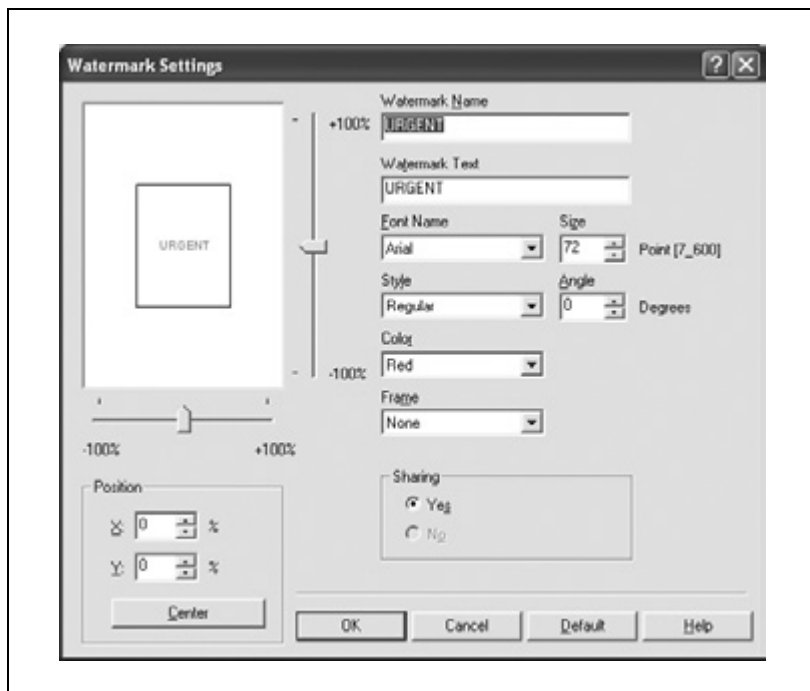 Watermark Settings
URGENT
+100%
-100%
-100% +100%
Position
X: 0 %
Y: 0 %
Center
Watermark Name
URGENT
Watermark Text
URGENT
Font Name Size
Arial 72 Point [7_600]
Style Angle
Regular 0 Degrees
Color
Red
Frame
None
Sharing
Yes
No
OK Cancel Default Help